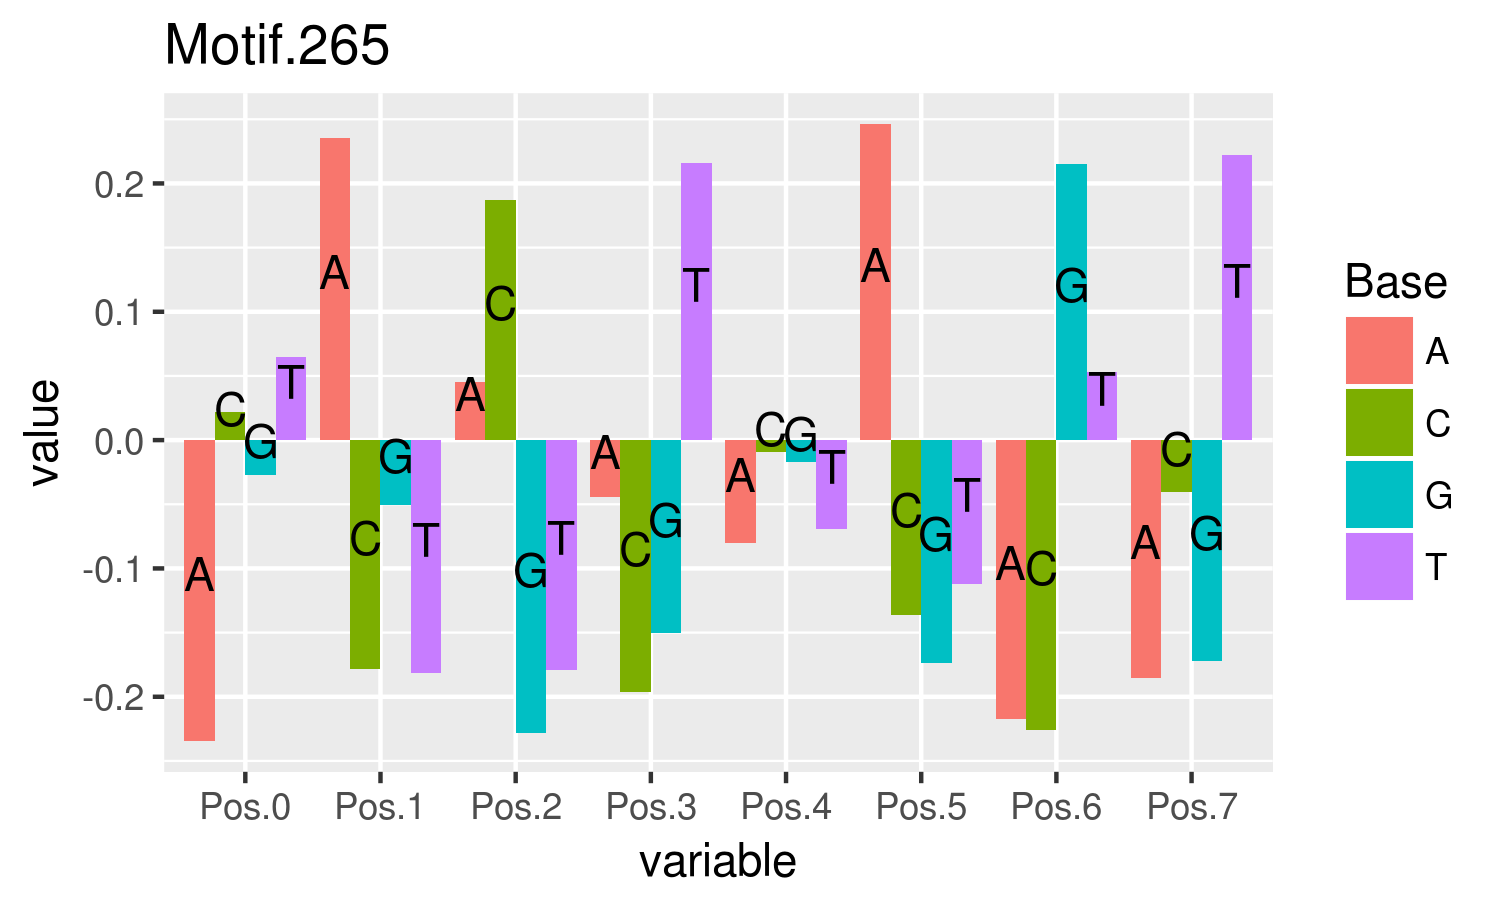 Motif.265
value
0.2
0.1
0.0
-0.1
-0.2
A C G T A C G T A C G T A C G T A C G T A C G T A C G T A C G T
Pos.0 Pos.1 Pos.2 Pos.3 Pos.4 Pos.5 Pos.6 Pos.7
variable
Base
A
C
G
T